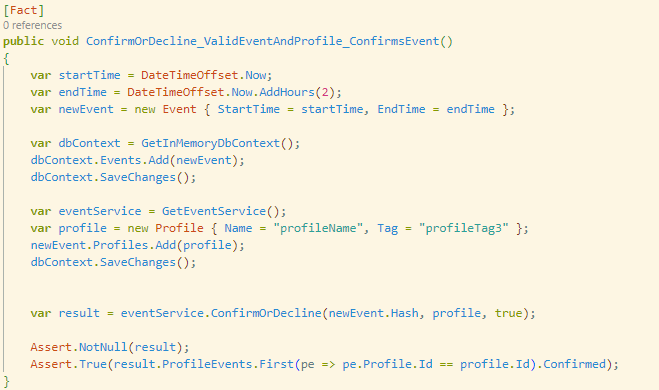 [Fact]
0 references
public void ConfirmOrDecline_ValidEventAndProfile_ConfirmsEvent()
{
    var startTime = DateTimeOffset.Now;
    var endTime = DateTimeOffset.Now.AddHours(2);
    var newEvent = new Event { StartTime = startTime, EndTime = endTime };

    var dbContext = GetInMemoryDbContext();
    dbContext.Events.Add(newEvent);
    dbContext.SaveChanges();

    var eventService = GetEventService();
    var profile = new Profile { Name = "profileName", Tag = "profileTag3" };
    newEvent.Profiles.Add(profile);
    dbContext.SaveChanges();


    var result = eventService.ConfirmOrDecline(newEvent.Hash, profile, true);

    Assert.NotNull(result);
    Assert.True(result.ProfileEvents.First(pe => pe.Profile.Id == profile.Id).Confirmed);
}